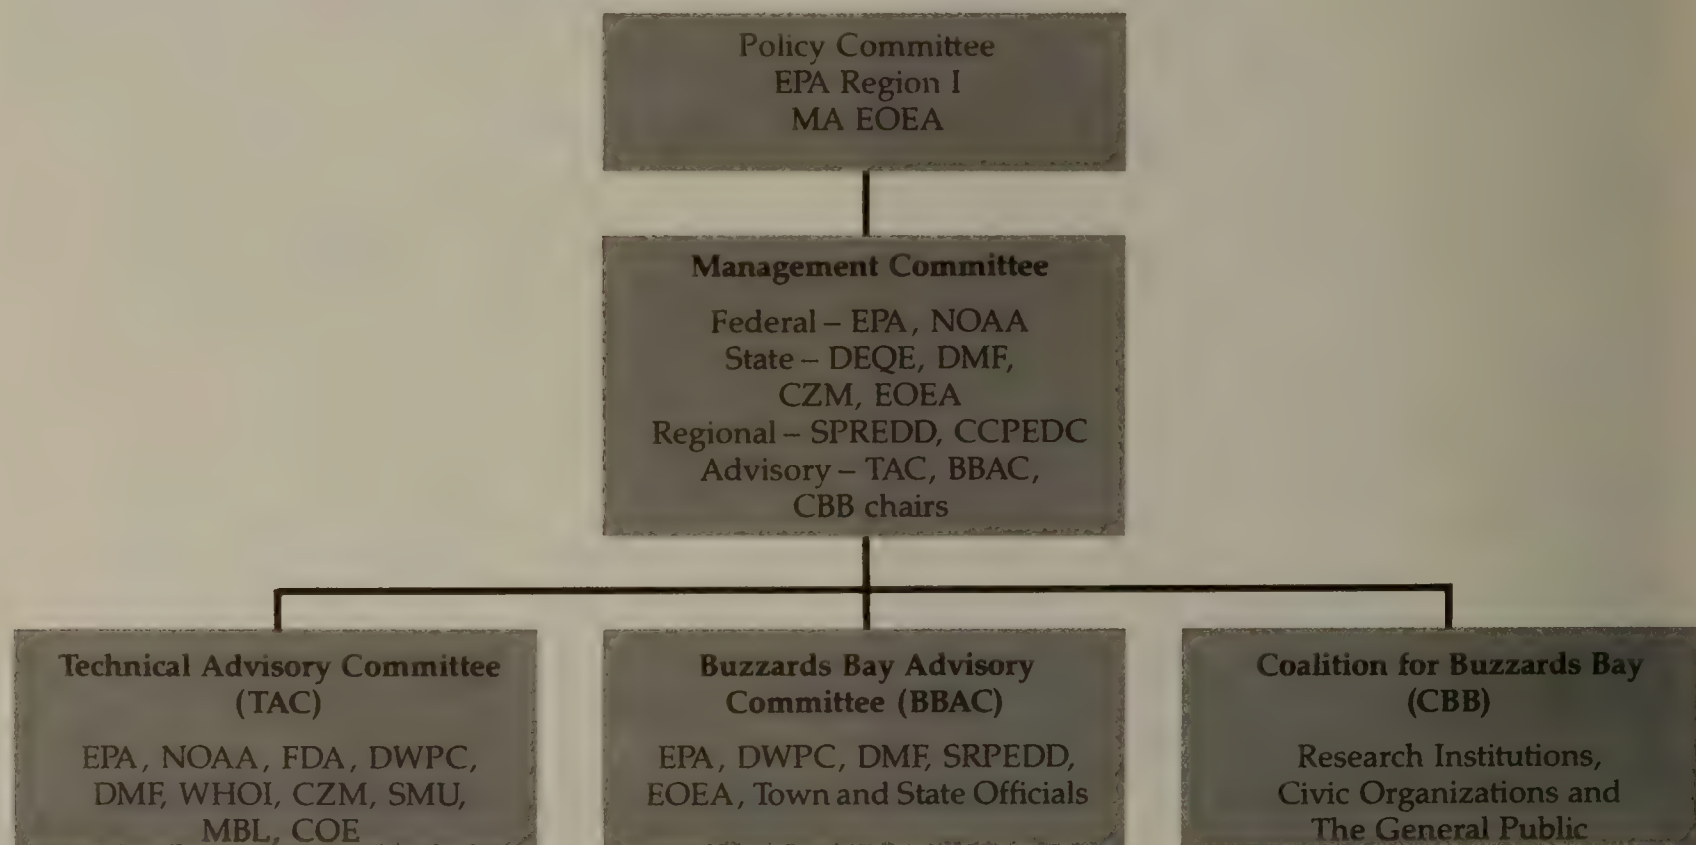 Policy Committee
EPA Region I
MA EOEA
Management Committee
Federal – EPA, NOAA
State – DEQE, DMF,
CZM, EOEA
Regional – SPREDD, CCPEDC
Advisory – TAC, BBAC,
CBB chairs
Technical Advisory Committee
(TAC)
EPA, NOAA, FDA, DWPC,
DMF, WHOI, CZM, SMU,
MBL, COE
Buzzards Bay Advisory
Committee (BBAC)
EPA, DWPC, DMF, SRPEDD,
EOEA, Town and State Officials
Coalition for Buzzards Bay
(CBB)
Research Institutions,
Civic Organizations and
The General Public